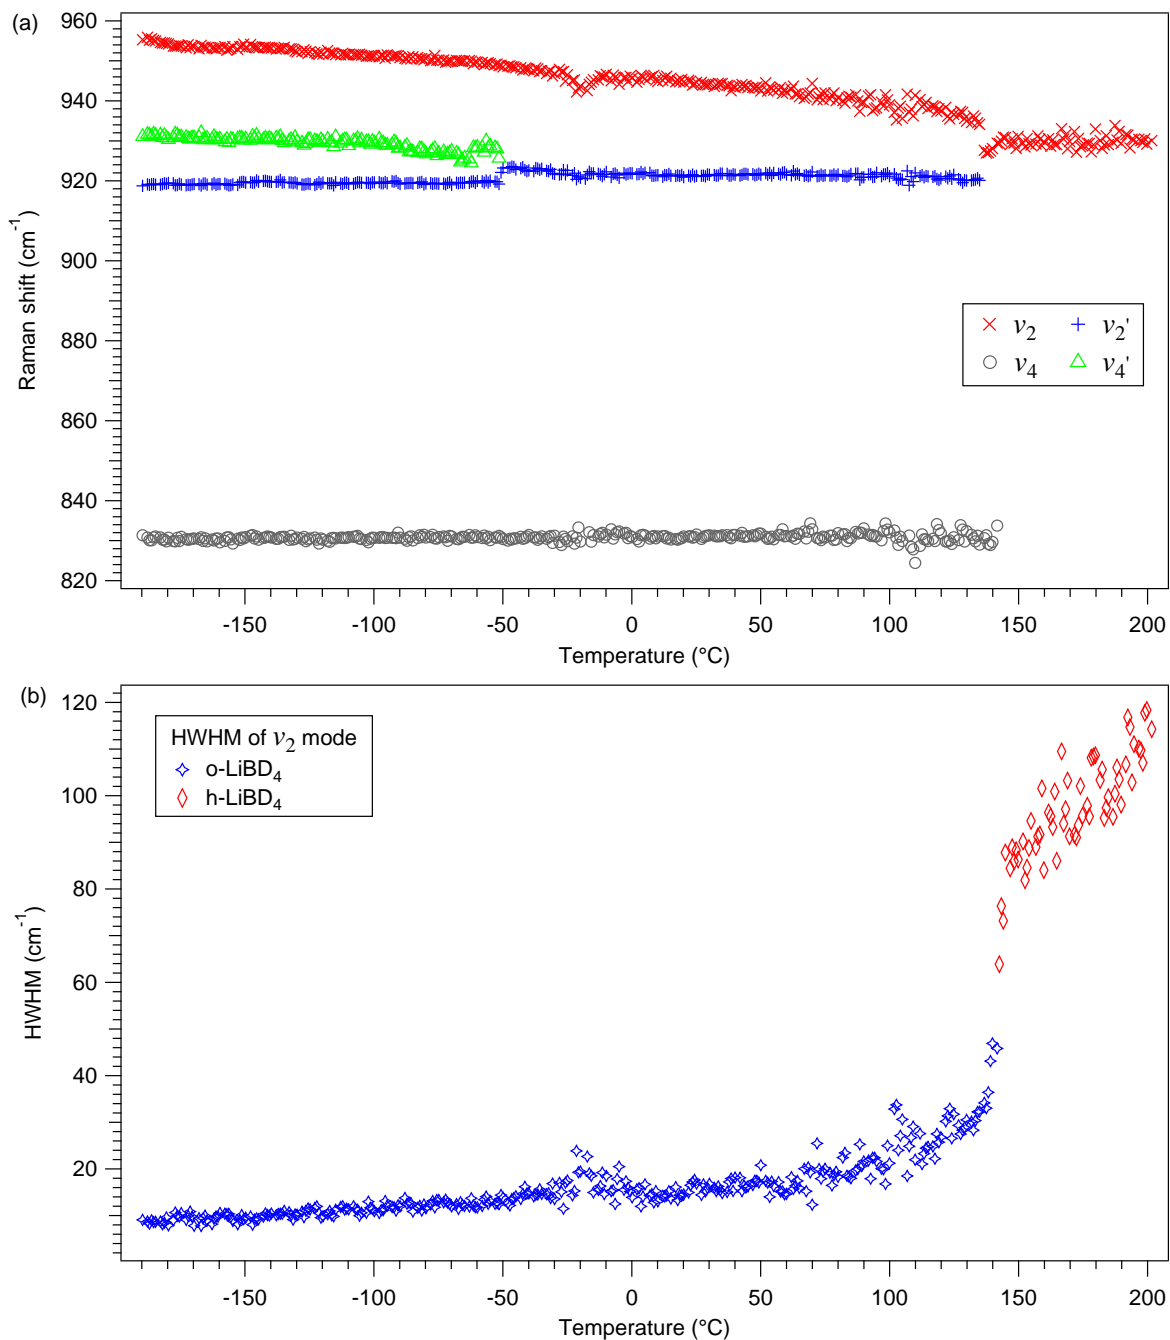 (a)
960
940
920
900
880
860
840
820
Raman shift (cm⁻¹)
ν₂ ν₂'
ν₄ ν₄'
-150 -100 -50 0 50 100 150 200
Temperature (°C)
(b)
120
100
80
60
40
20
HWHM (cm⁻¹)
HWHM of ν₂ mode
o-LiBD₄
h-LiBD₄
-150 -100 -50 0 50 100 150 200
Temperature (°C)